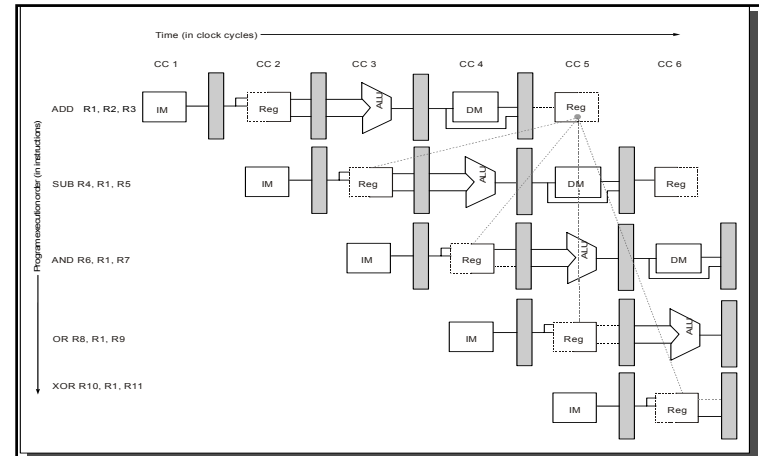 Time (in clock cycles)
CC 1 CC 2 CC 3 CC 4 CC 5 CC 6
Program execution order (in instructions)
ADD R1, R2, R3 IM Reg ALU DM Reg
SUB R4, R1, R5 IM Reg ALU DM Reg
AND R6, R1, R7 IM Reg ALU DM
OR R8, R1, R9 IM Reg ALU
XOR R10, R1, R11 IM Reg